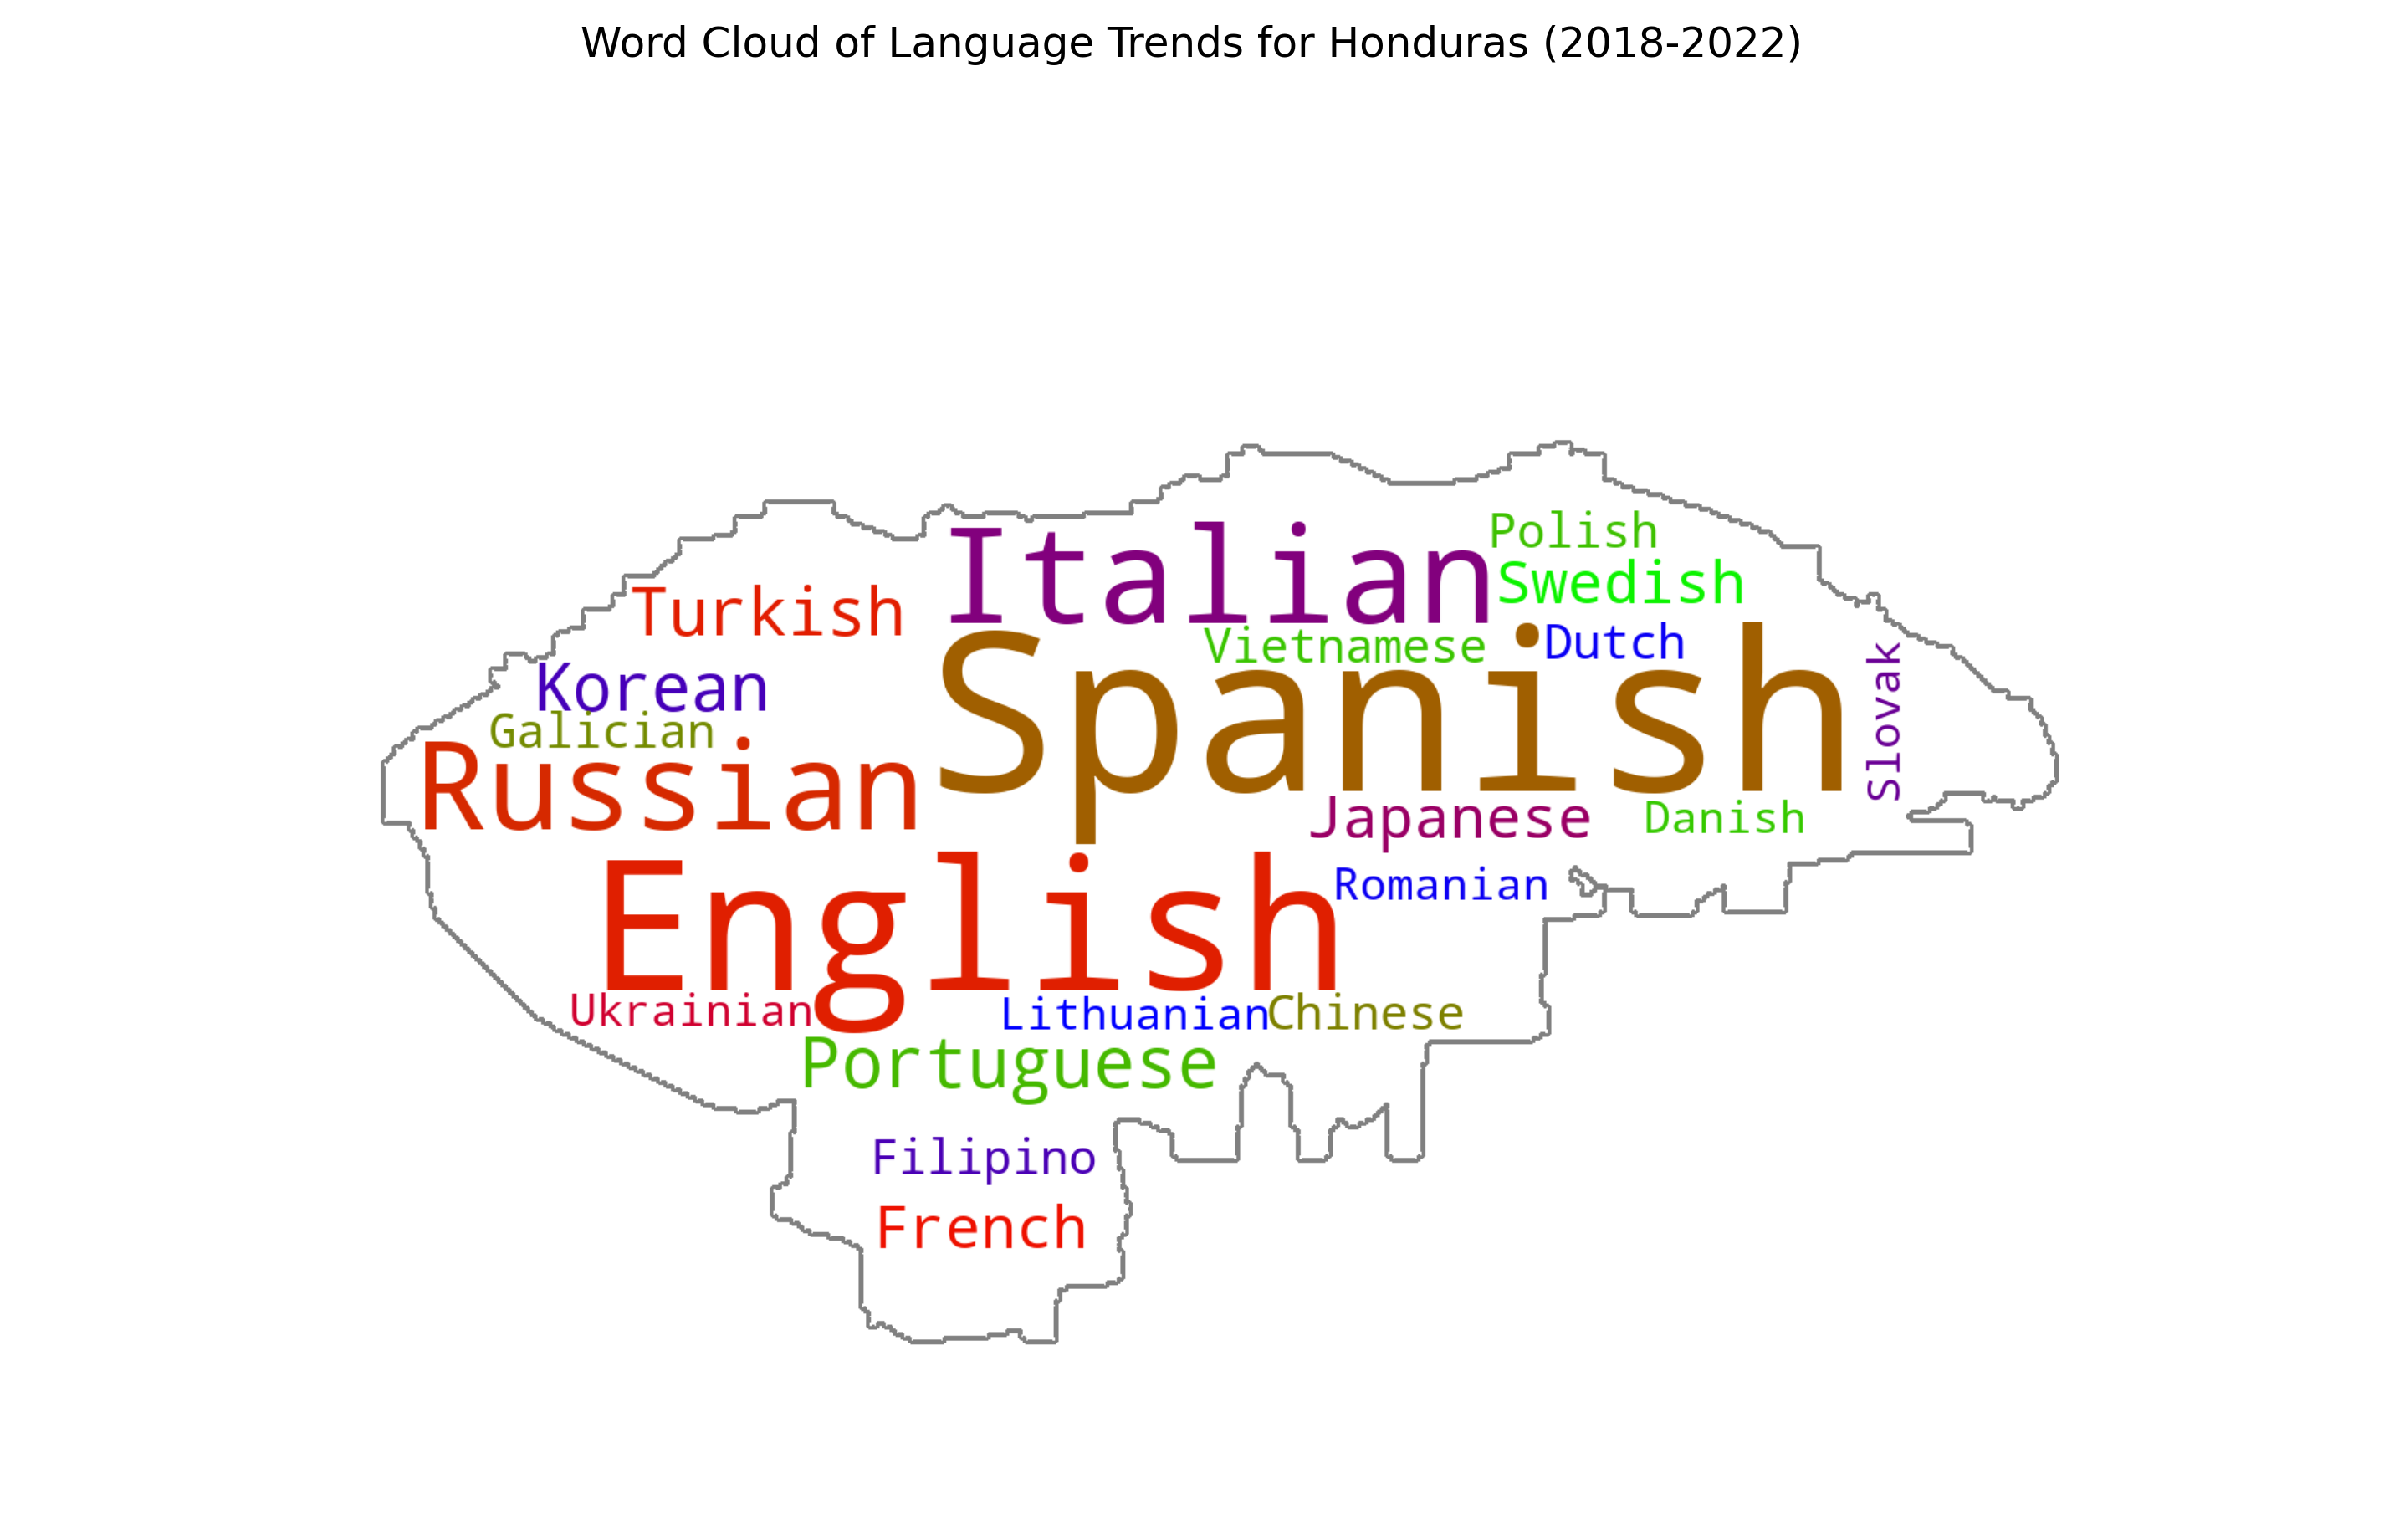 Word Cloud of Language Trends for Honduras (2018-2022)
Italian
Polish
Swedish
Turkish
Vietnamese
Dutch
Spanish
Korean
Galician
Slovak
Russian
Japanese
Danish
English
Romanian
Ukrainian
Lithuanian
Chinese
Portuguese
Filipino
French